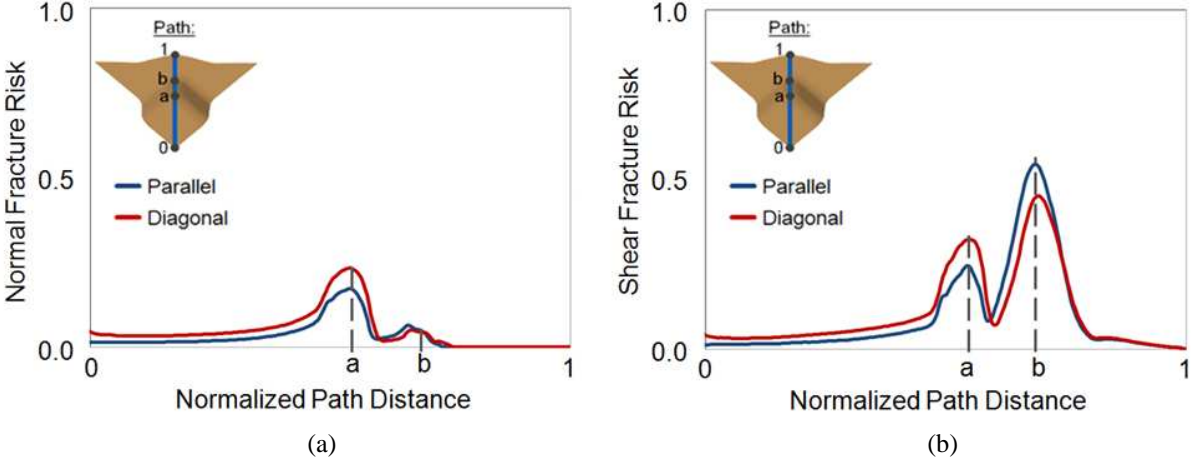 1.0
Normal Fracture Risk
0.5
0.0
Path:
1
b
a
0
Parallel
Diagonal
0
a
b
1
Normalized Path Distance
(a)
1.0
Shear Fracture Risk
0.5
0.0
Path:
1
b
a
0
Parallel
Diagonal
0
a
b
1
Normalized Path Distance
(b)